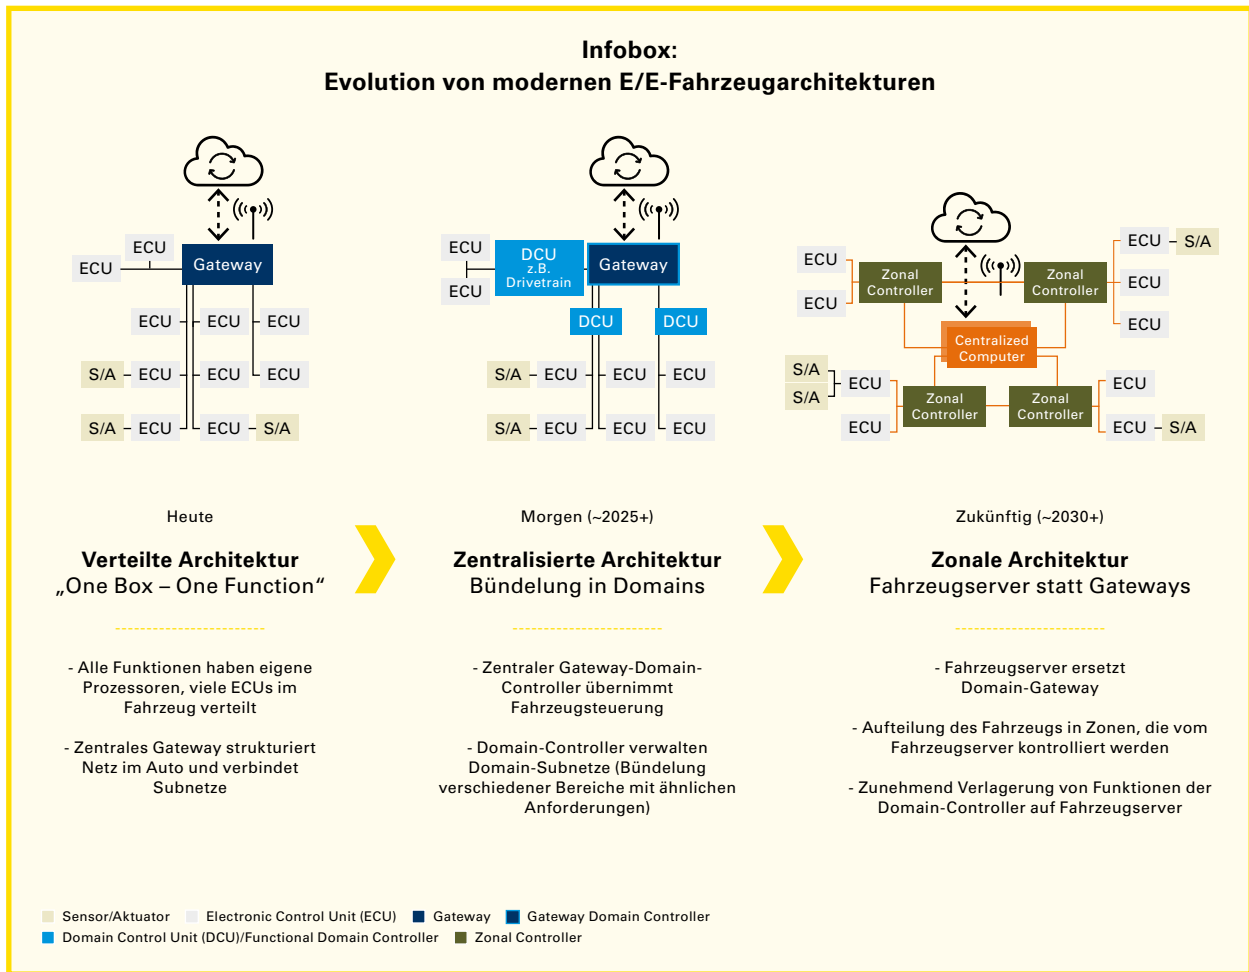 Infobox:
Evolution von modernen E/E-Fahrzeugarchitekturen
ECU
ECU
Gateway
ECU
ECU
ECU
S/A
ECU
ECU
ECU
S/A
ECU
ECU
S/A
ECU
ECU
DCU
z.B.
Drivetrain
Gateway
DCU
DCU
S/A
ECU
ECU
ECU
S/A
ECU
ECU
ECU
ECU
ECU
Zonal
Controller
Zonal
Controller
ECU
S/A
ECU
ECU
Centralized
Computer
S/A
S/A
ECU
ECU
Zonal
Controller
Zonal
Controller
ECU
ECU
S/A
Heute
Verteilte Architektur
„One Box – One Function“
- Alle Funktionen haben eigene
Prozessoren, viele ECUs im
Fahrzeug verteilt
- Zentrales Gateway strukturiert
Netz im Auto und verbindet
Subnetze
Morgen (~2025+)
Zentralisierte Architektur
Bündelung in Domains
- Zentraler Gateway-Domain-
Controller übernimmt
Fahrzeugsteuerung
- Domain-Controller verwalten
Domain-Subnetze (Bündelung
verschiedener Bereiche mit ähnlichen
Anforderungen)
Zukünftig (~2030+)
Zonale Architektur
Fahrzeugserver statt Gateways
- Fahrzeugserver ersetzt
Domain-Gateway
- Aufteilung des Fahrzeugs in Zonen, die vom
Fahrzeugserver kontrolliert werden
- Zunehmend Verlagerung von Funktionen der
Domain-Controller auf Fahrzeugserver
Sensor/Aktuator
Electronic Control Unit (ECU)
Gateway
Gateway Domain Controller
Domain Control Unit (DCU)/Functional Domain Controller
Zonal Controller